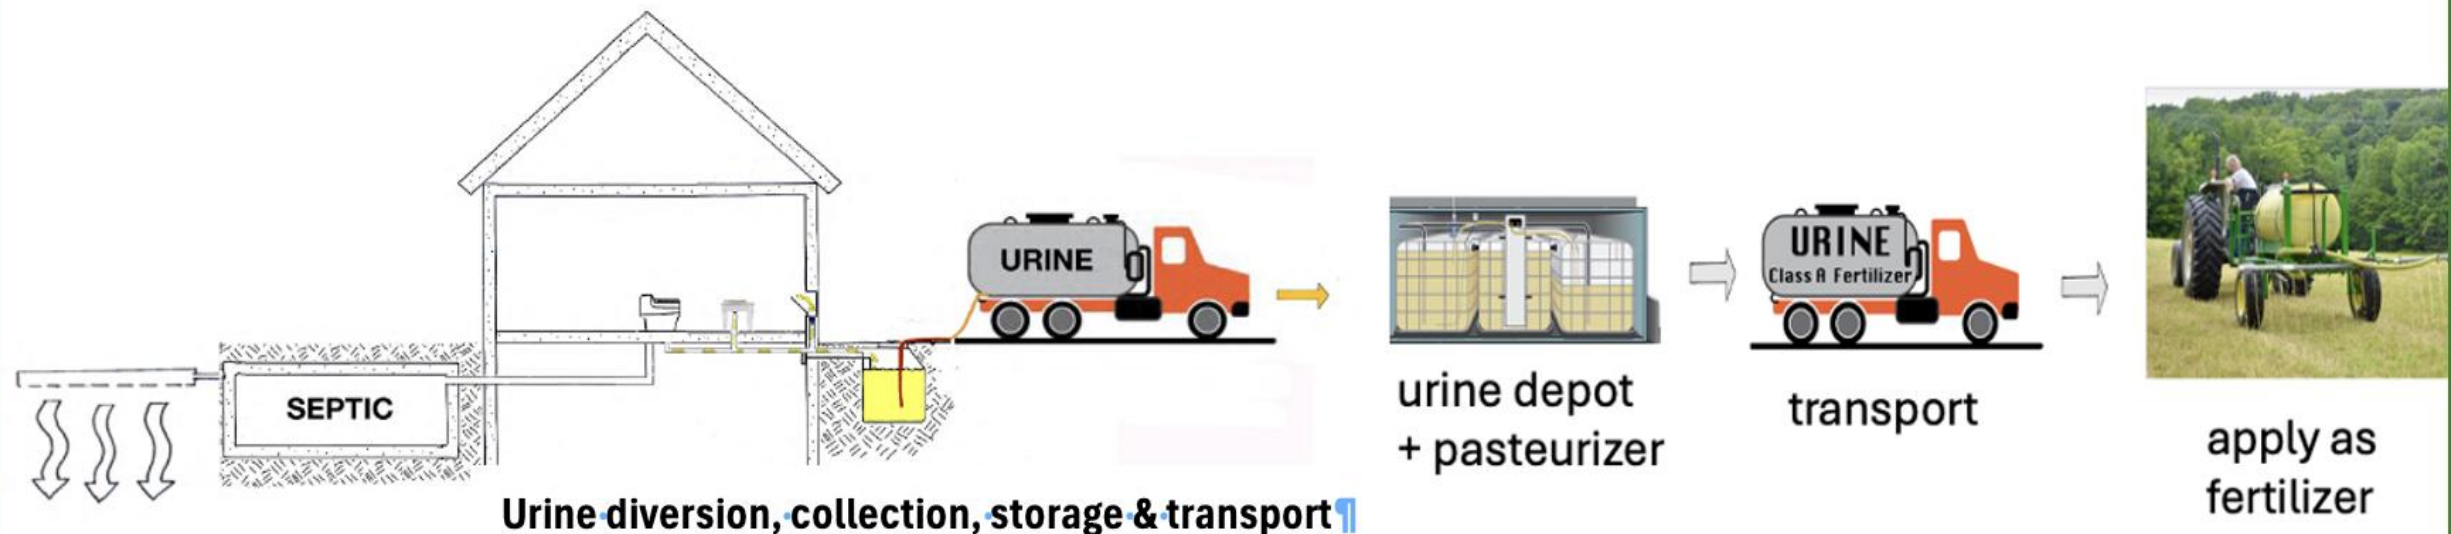 SEPTIC
URINE
Urine diversion, collection, storage & transport¶
urine depot
+ pasteurizer
URINE
Class A Fertilizer
transport
apply as
fertilizer